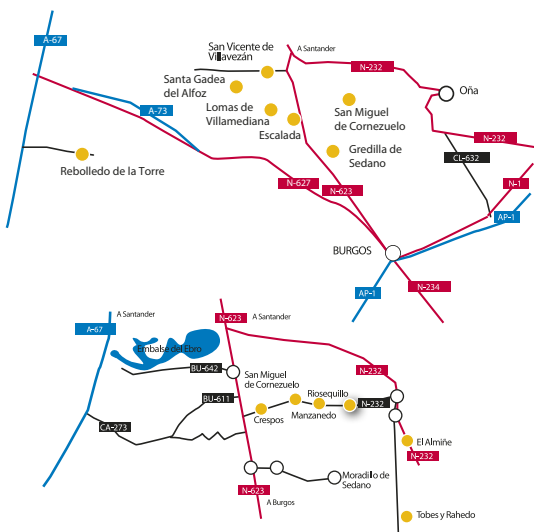 A-67
San Vicente de
Villavezán
A Santander
N-232
Santa Gadea
del Alfoz
Oña
A-73
Lomas de
Villamediana
San Miguel
de Cornezuelo
Escalada
N-232
Gredilla de
Sedano
CL-632
Rebolledo de la Torre
N-627
N-623
N-1
AP-1
BURGOS
AP-1
N-234
A Santander
N-623
A Santander
A-67
Embalse del Ebro
BU-642
San Miguel
de Cornezuelo
N-232
BU-611
Riosequillo
N-232
Crespos
Manzanedo
CA-273
El Almiñe
N-232
Moradillo de
Sedano
N-623
A Burgos
Tobes y Rahedo